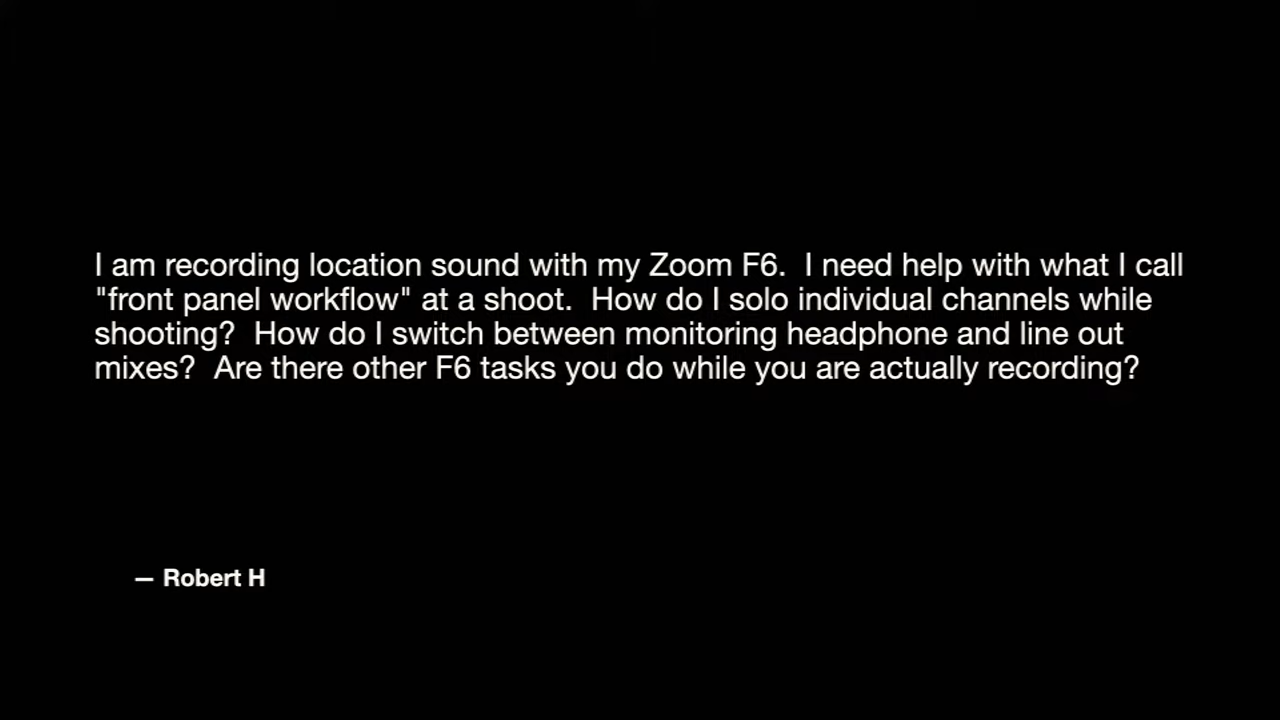 I am recording location sound with my Zoom F6.  I need help with what I call
"front panel workflow" at a shoot.  How do I solo individual channels while
shooting?  How do I switch between monitoring headphone and line out
mixes?  Are there other F6 tasks you do while you are actually recording?
— Robert H